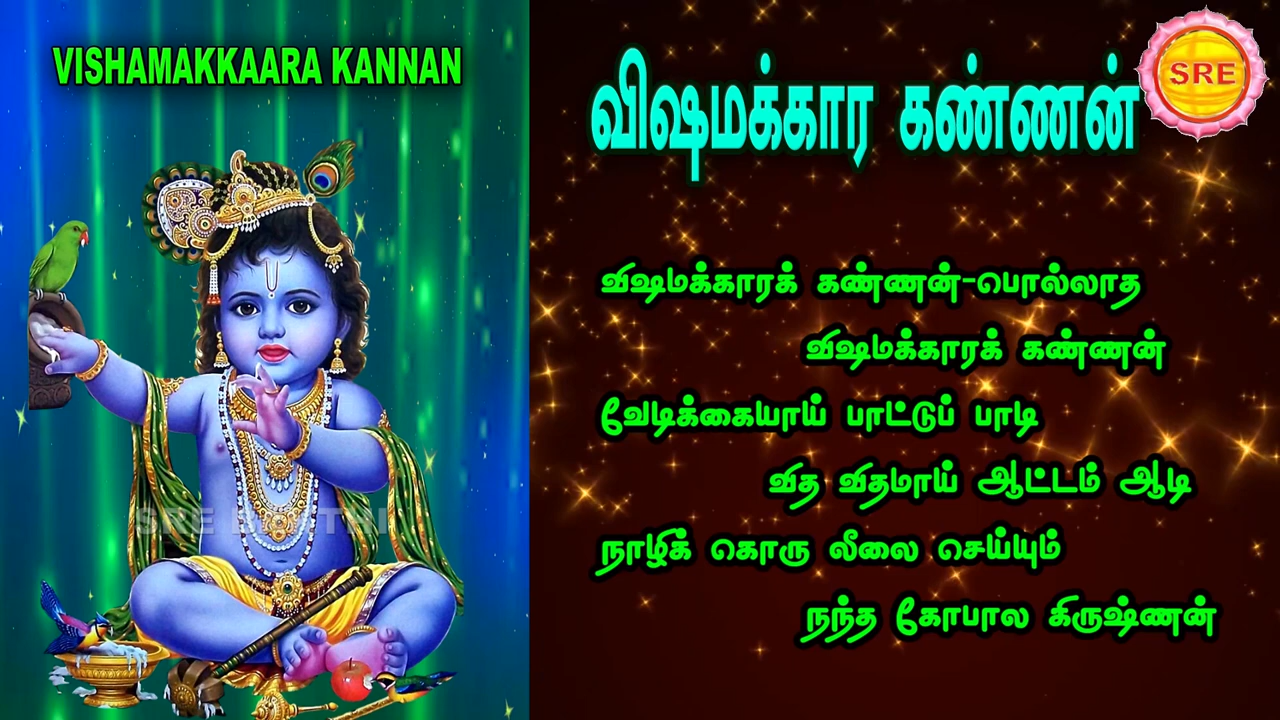 VISHAMAKKAARA KANNAN
விஷமக்கார கண்ணன்
SRE
விஷமக்காரக் கண்ணன்-பொல்லாத
விஷமக்காரக் கண்ணன்
வேடிக்கையாய் பாட்டுப் பாடி
வித விதமாய் ஆட்டம் ஆடி
நாழிக் கொரு லீலை செய்யும்
நந்த கோபால கிருஷ்ணன்
SRE